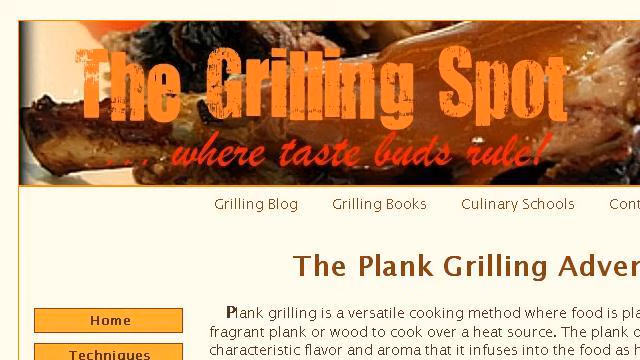 The Grilling Spot
... where taste buds rule!
Grilling Blog Grilling Books Culinary Schools Cont
The Plank Grilling Adver
Home
Techniques
Plank grilling is a versatile cooking method where food is pla
fragrant plank or wood to cook over a heat source. The plank o
characteristic flavor and aroma that it infuses into the food as h